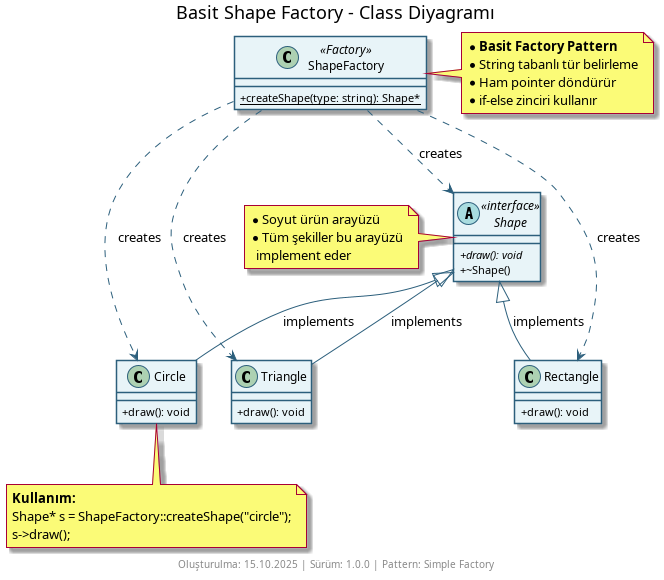 Basit Shape Factory - Class Diyagramı
C
«Factory»
ShapeFactory
+createShape(type: string): Shape*
• Basit Factory Pattern
• String tabanlı tür belirleme
• Ham pointer döndürür
• if-else zinciri kullanır
creates
creates
creates
creates
• Soyut ürün arayüzü
• Tüm şekiller bu arayüzü
implement eder
A
«interface»
Shape
+draw(): void
+~Shape()
implements
implements
implements
C Circle
+draw(): void
C Triangle
+draw(): void
C Rectangle
+draw(): void
Kullanım:
Shape* s = ShapeFactory::createShape("circle");
s->draw();
Oluşturulma: 15.10.2025 | Sürüm: 1.0.0 | Pattern: Simple Factory